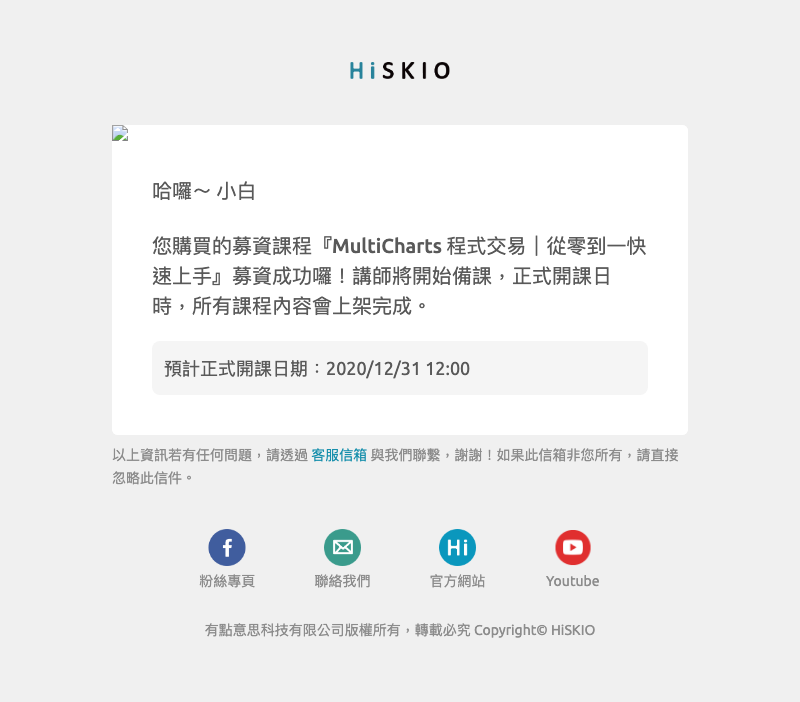 HiSKIO
哈囉～ 小白
您購買的募資課程『MultiCharts 程式交易｜從零到一快
速上手』募資成功囉！講師將開始備課，正式開課日
時，所有課程內容會上架完成。
預計正式開課日期：2020/12/31 12:00
以上資訊若有任何問題，請透過 客服信箱 與我們聯繫，謝謝！如果此信箱非您所有，請直接
忽略此信件。
Hi
粉絲專頁 聯絡我們 官方網站 Youtube
有點意思科技有限公司版權所有，轉載必究 Copyright© HiSKIO